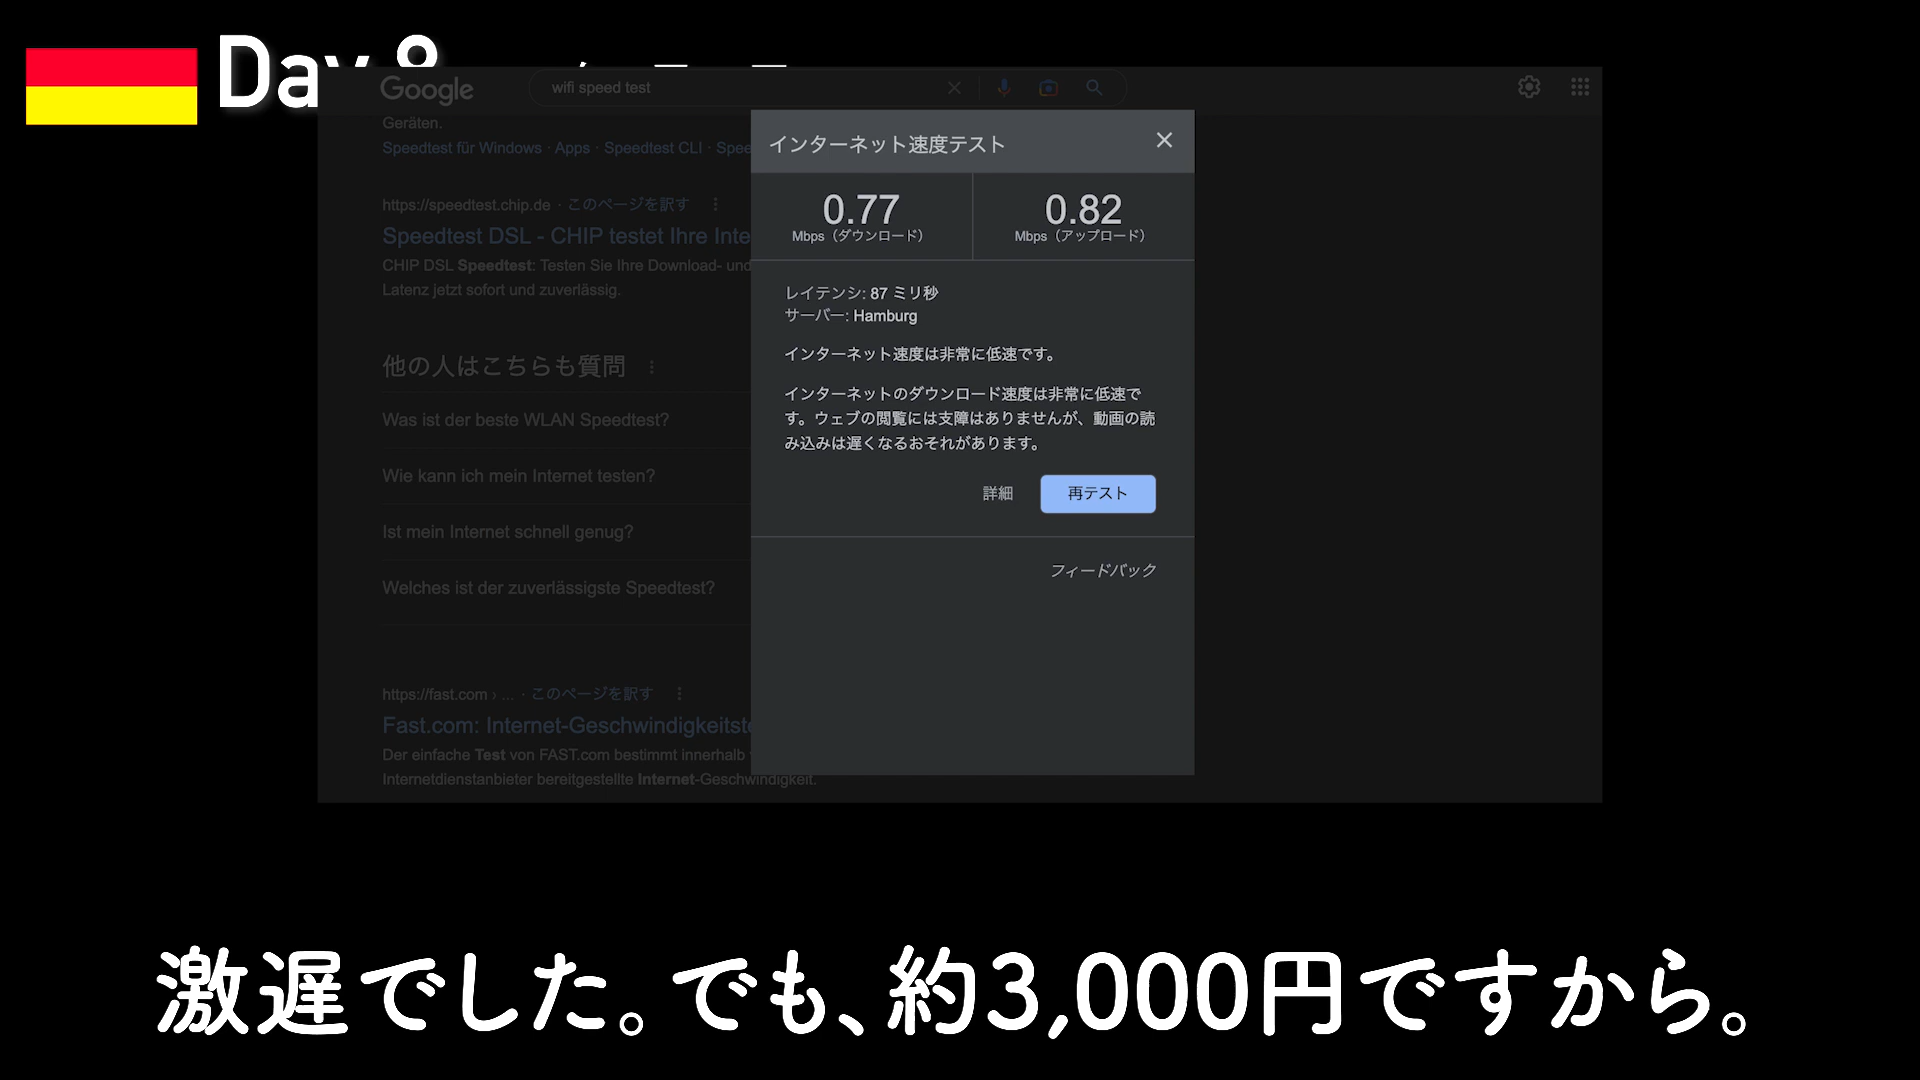 Day 8
Google
wifi speed test
Geräten.
Speedtest für Windows · Apps · Speedtest CLI ·
https://speedtest.chip.de · このページを訳す
Speedtest DSL - CHIP testet Ihre
CHIP DSL Speedtest: Testen Sie Ihre Download- und
Latenz jetzt sofort und zuverlässig.
他の人はこちらも質問
Was ist der beste WLAN Speedtest?
Wie kann ich mein Internet testen?
Ist mein Internet schnell genug?
Welches ist der zuverlässigste Speedtest?
https://fast.com › ... · このページを訳す
Fast.com:
Der einfache Test von FAST.com bestimmt innerhalb
Internetdienstanbieter bereitgestellte Internet-Geschwindigkeit.
インターネット速度テスト
0.77
Mbps（ダウンロード）
0.82
Mbps（アップロード）
レイテンシ: 87 ミリ秒
サーバー: Hamburg
インターネット速度は非常に低速です。
インターネットのダウンロード速度は非常に低速で
す。ウェブの閲覧には支障はありませんが、動画の読
み込みは遅くなるおそれがあります。
詳細
再テスト
フィードバック
激遅でした。でも、約3,000円ですから。